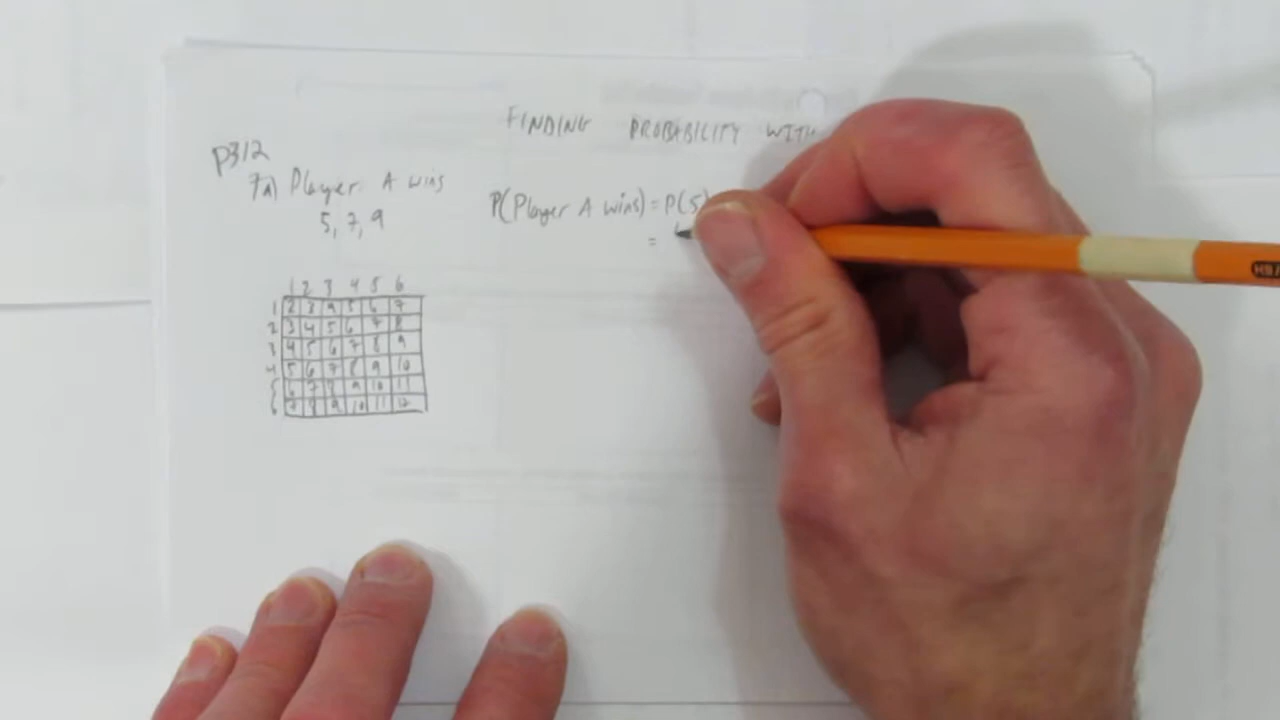 FINDING PROBABILITY WITH
p312
7a) Player A wins
5, 7, 9
P(Player A wins) = P(5)
=
1 2 3 4 5 6
1 2 3 4 5 6 7
2 3 4 5 6 7 8
3 4 5 6 7 8 9
4 5 6 7 8 9 10
5 6 7 8 9 10 11
6 7 8 9 10 11 12